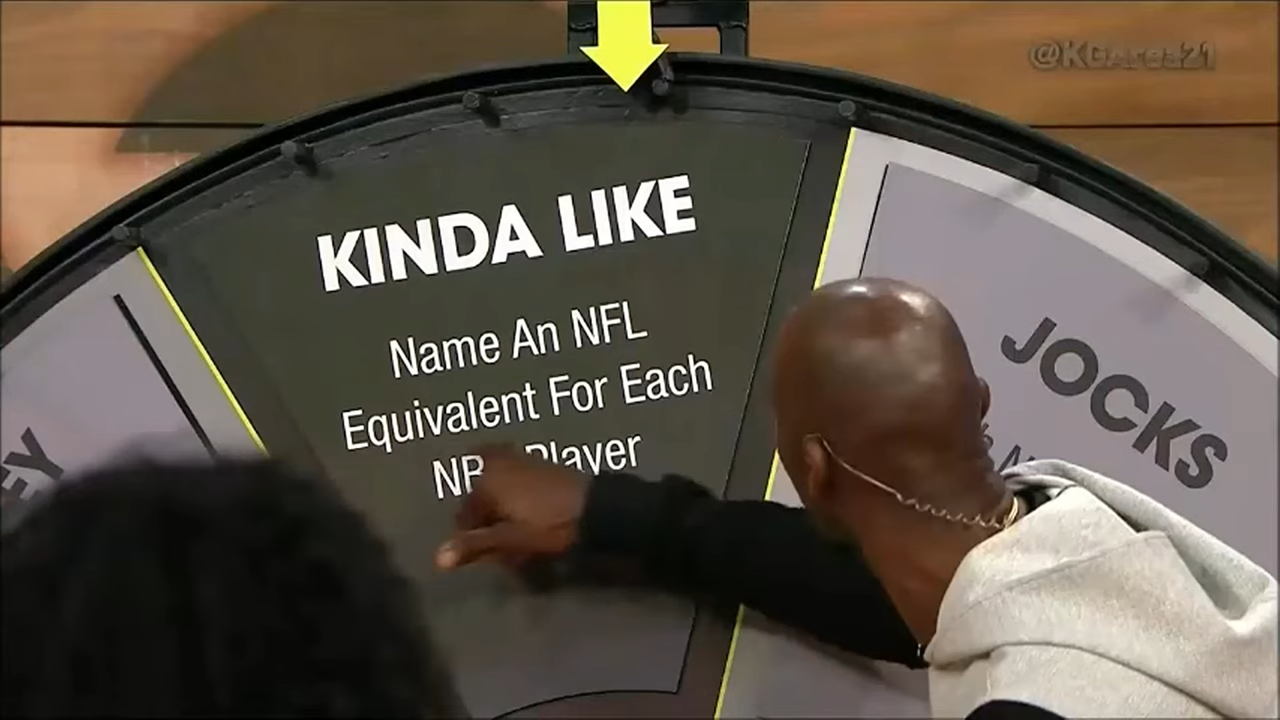 @KGArea21
KINDA LIKE
Name An NFL
Equivalent For Each
Player
JOCKS